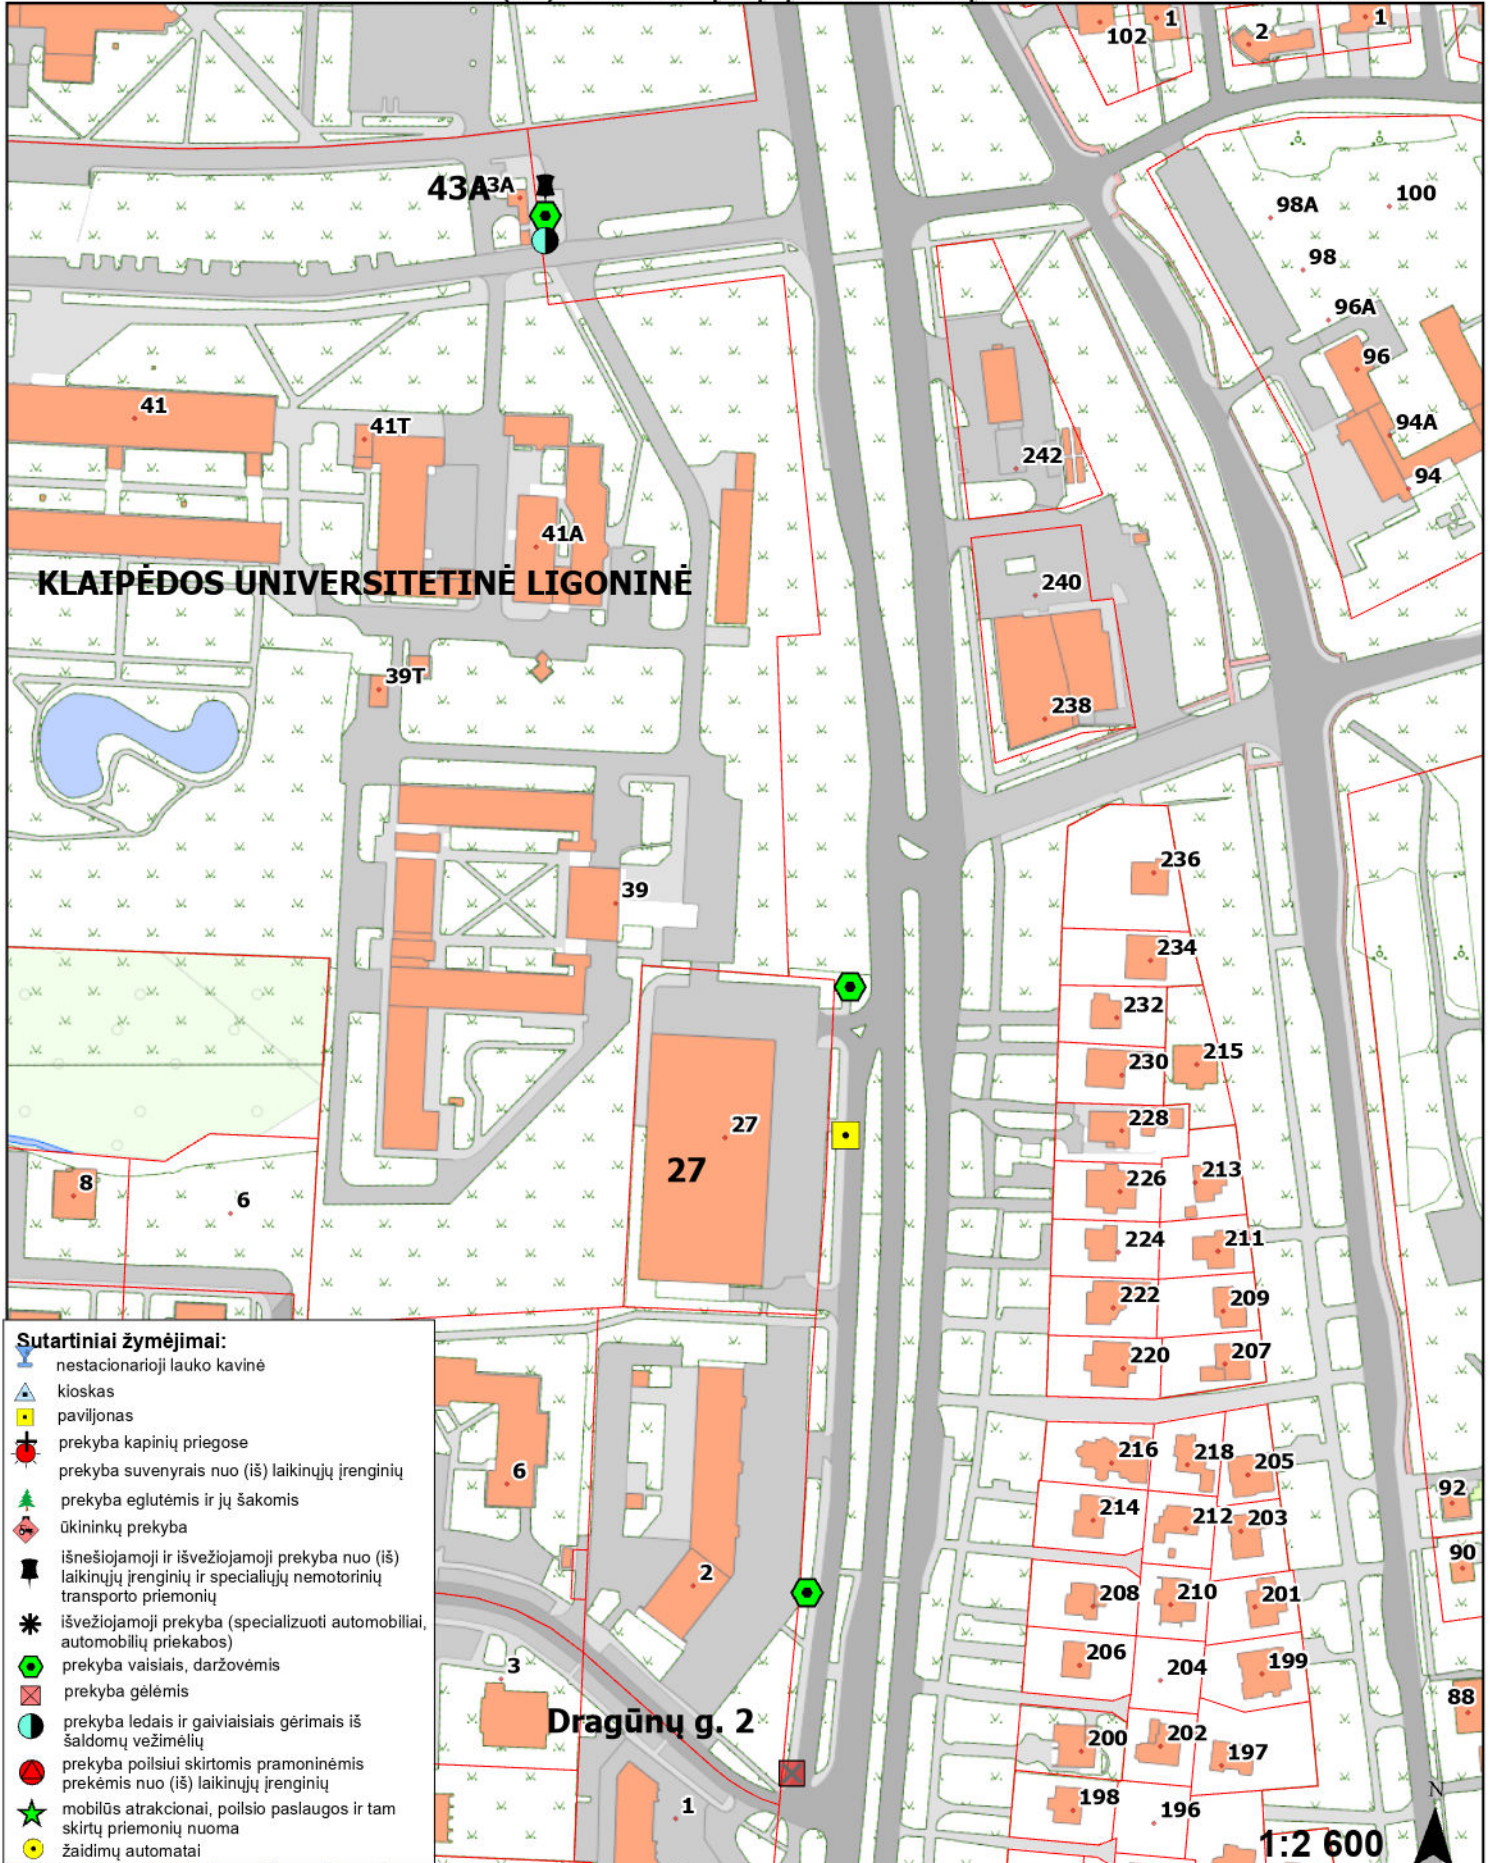 102
1
2
1
43A
43A
98A
100
98
96A
96
94A
94
41
41T
242
41A
KLAIPĖDOS UNIVERSITETINĖ LIGONINĖ
240
39T
238
236
39
234
232
230
215
27
228
27
8
6
226
213
224
211
222
209
220
207
Sutartiniai žymėjimai:
nestacionarioji lauko kavinė
kioskas
paviljonas
prekyba kapinių priegose
prekyba suvenyrais nuo (iš) laikinųjų įrenginių
prekyba eglutėmis ir jų šakomis
ūkininkų prekyba
išnešiojamoji ir išvežiojamoji prekyba nuo (iš)
laikinųjų įrenginių ir specialiųjų nemotorinių
transporto priemonių
išvežiojamoji prekyba (specializuoti automobiliai,
automobilių priekabos)
prekyba vaisiais, daržovėmis
prekyba gėlėmis
prekyba ledais ir gaiviaisiais gėrimais iš
šaldomų vežimėlių
prekyba poilsiui skirtomis pramoninėmis
prekėmis nuo (iš) laikinųjų įrenginių
mobilūs atrakcionai, poilsio paslaugos ir tam
skirtų priemonių nuoma
žaidimų automatai
216
218
205
6
92
214
212
203
90
2
208
210
201
3
206
204
199
88
Dragūnų g. 2
200
202
197
198
196
1
N
1:2 600